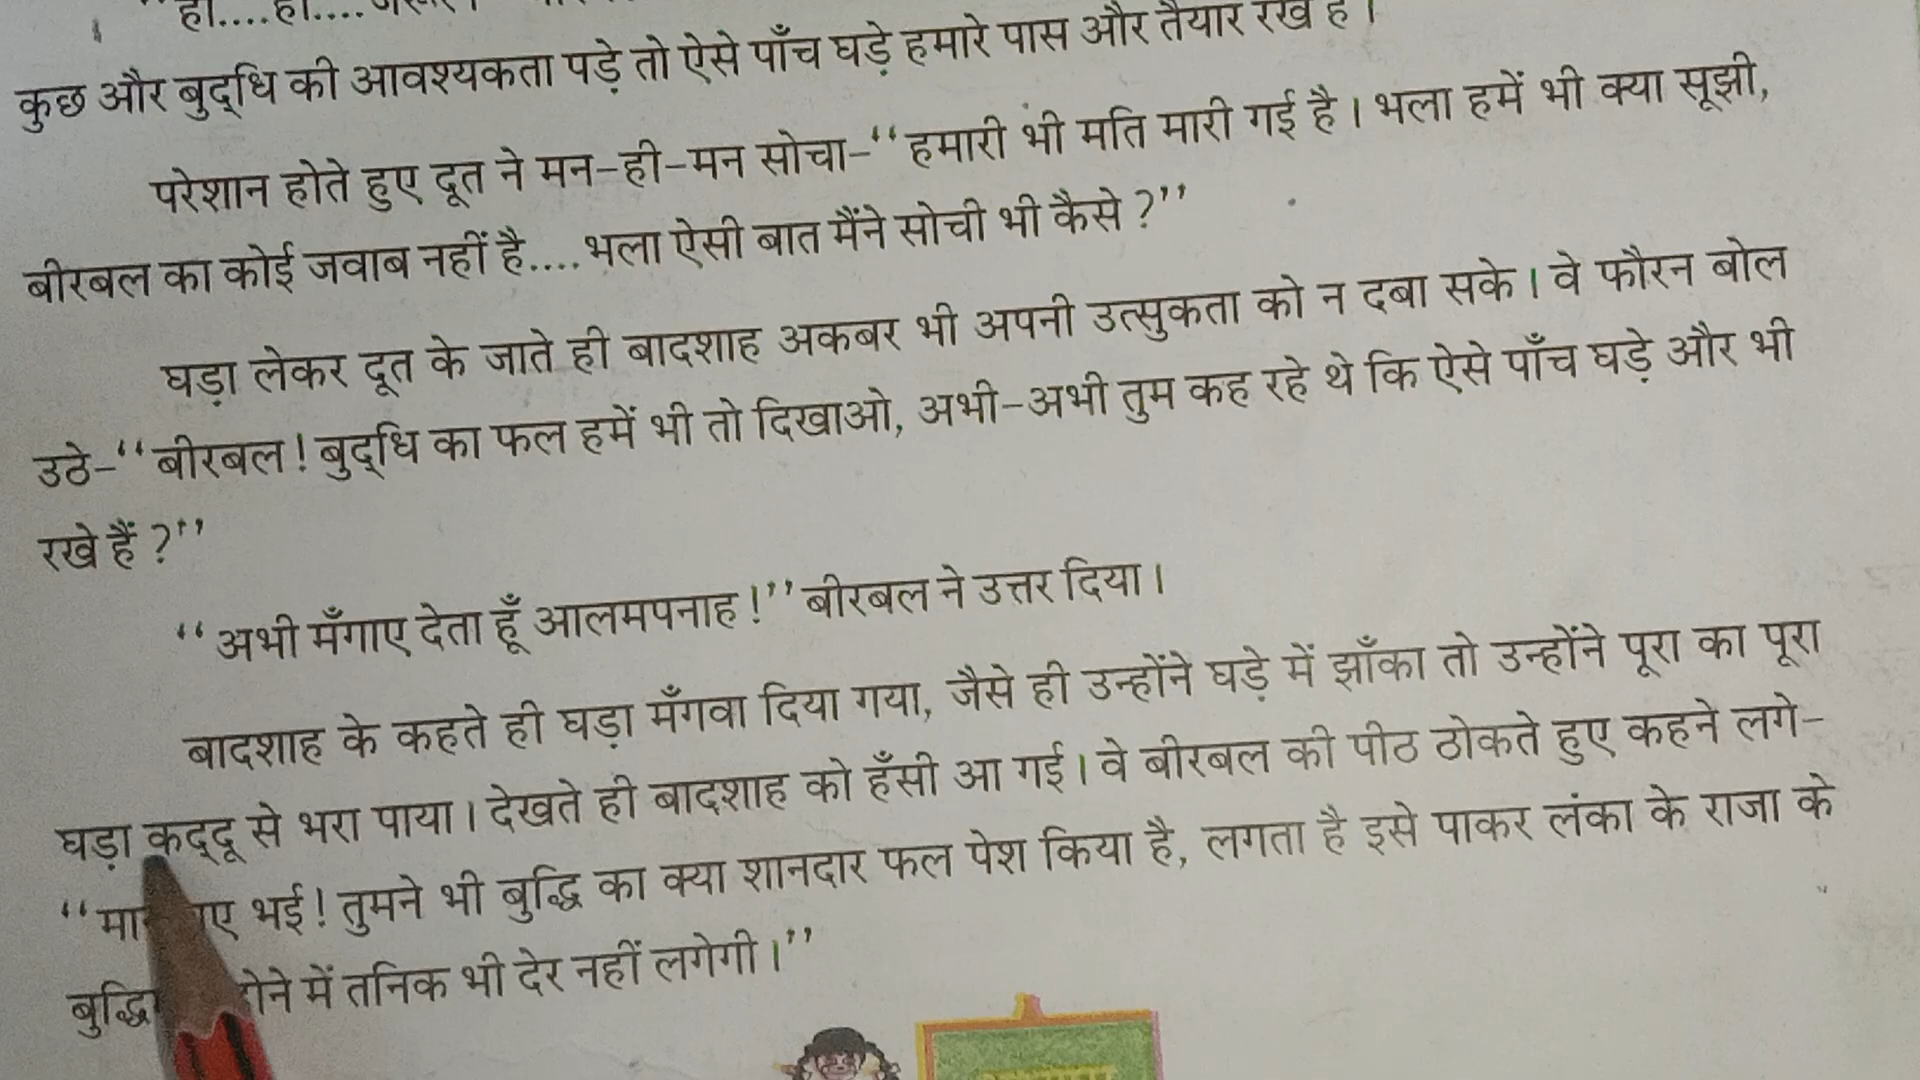 हाँ....हाँ....
कुछ और बुद्धि की आवश्यकता पड़े तो ऐसे पाँच घड़े हमारे पास और तैयार रखे हैं।
परेशान होते हुए दूत ने मन-ही-मन सोचा-“हमारी भी मति मारी गई है। भला हमें भी क्या सूझी,
बीरबल का कोई जवाब नहीं है....भला ऐसी बात मैंने सोची भी कैसे?”
घड़ा लेकर दूत के जाते ही बादशाह अकबर भी अपनी उत्सुकता को न दबा सके। वे फौरन बोल
उठे-“बीरबल! बुद्धि का फल हमें भी तो दिखाओ, अभी-अभी तुम कह रहे थे कि ऐसे पाँच घड़े और भी
रखे हैं?”
“अभी मँगाए देता हूँ आलमपनाह!” बीरबल ने उत्तर दिया।
बादशाह के कहते ही घड़ा मँगवा दिया गया, जैसे ही उन्होंने घड़े में झाँका तो उन्होंने पूरा का पूरा
घड़ा कद्दू से भरा पाया। देखते ही बादशाह को हँसी आ गई। वे बीरबल की पीठ ठोकते हुए कहने लगे-
“मा ए भई! तुमने भी बुद्धि का क्या शानदार फल पेश किया है, लगता है इसे पाकर लंका के राजा के
बुद्धि ोने में तनिक भी देर नहीं लगेगी।”